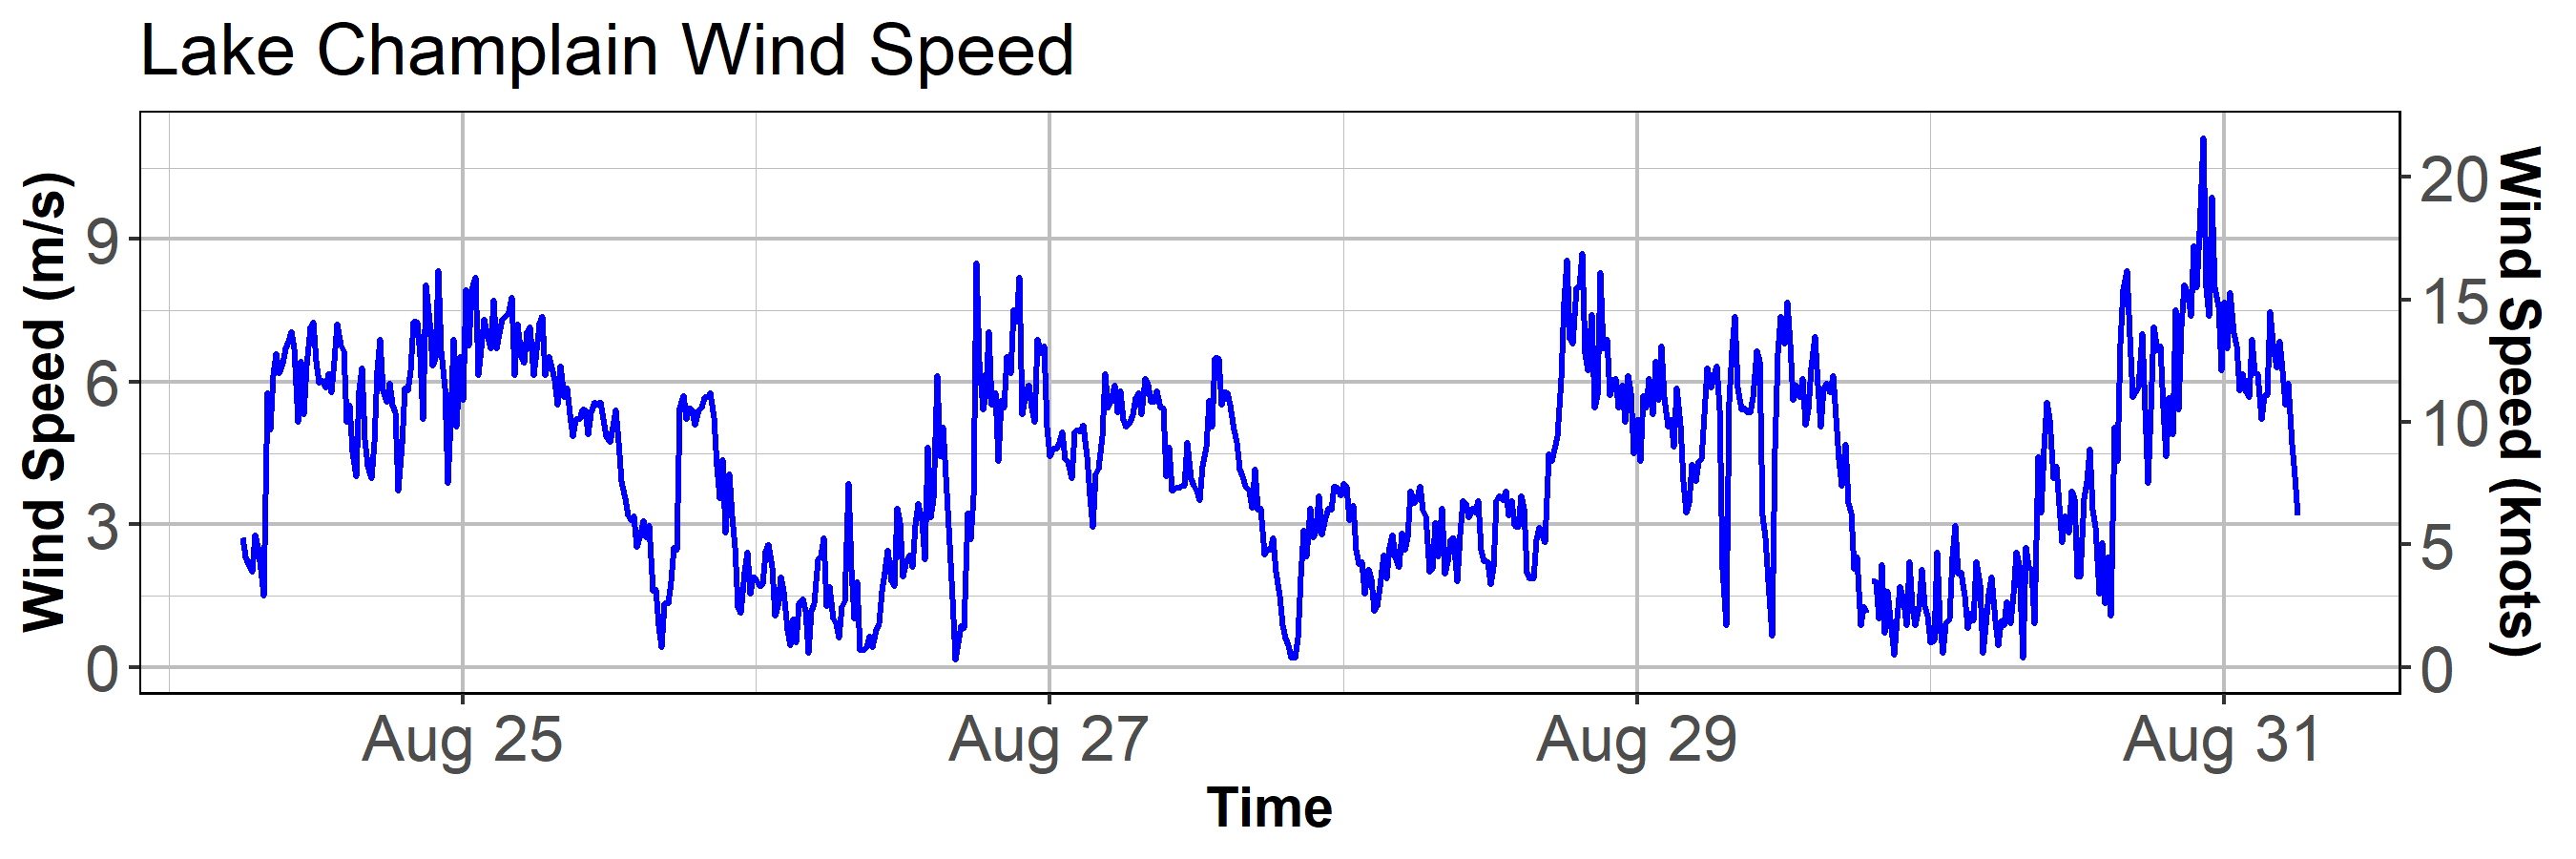 Lake Champlain Wind Speed
Wind Speed (m/s)
9
6
3
0
20
15
10
5
0
Wind Speed (knots)
Aug 25
Aug 27
Aug 29
Aug 31
Time